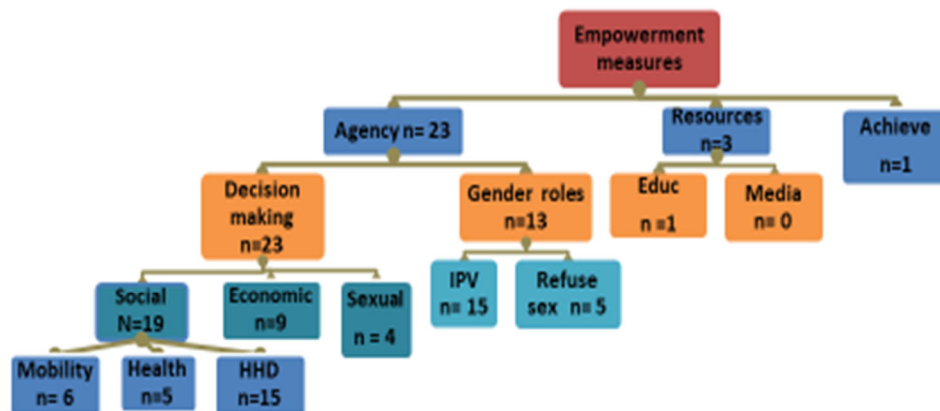 Empowerment
measures
Agency n= 23
Resources
n=3
Achieve
n=1
Decision
making
n=23
Gender roles
n=13
Educ
n =1
Media
n= 0
Social
N=19
Economic
n=9
Sexual
n = 4
IPV
n= 15
Refuse
sex n= 5
Mobility
n= 6
Health
n=5
HHD
n=15